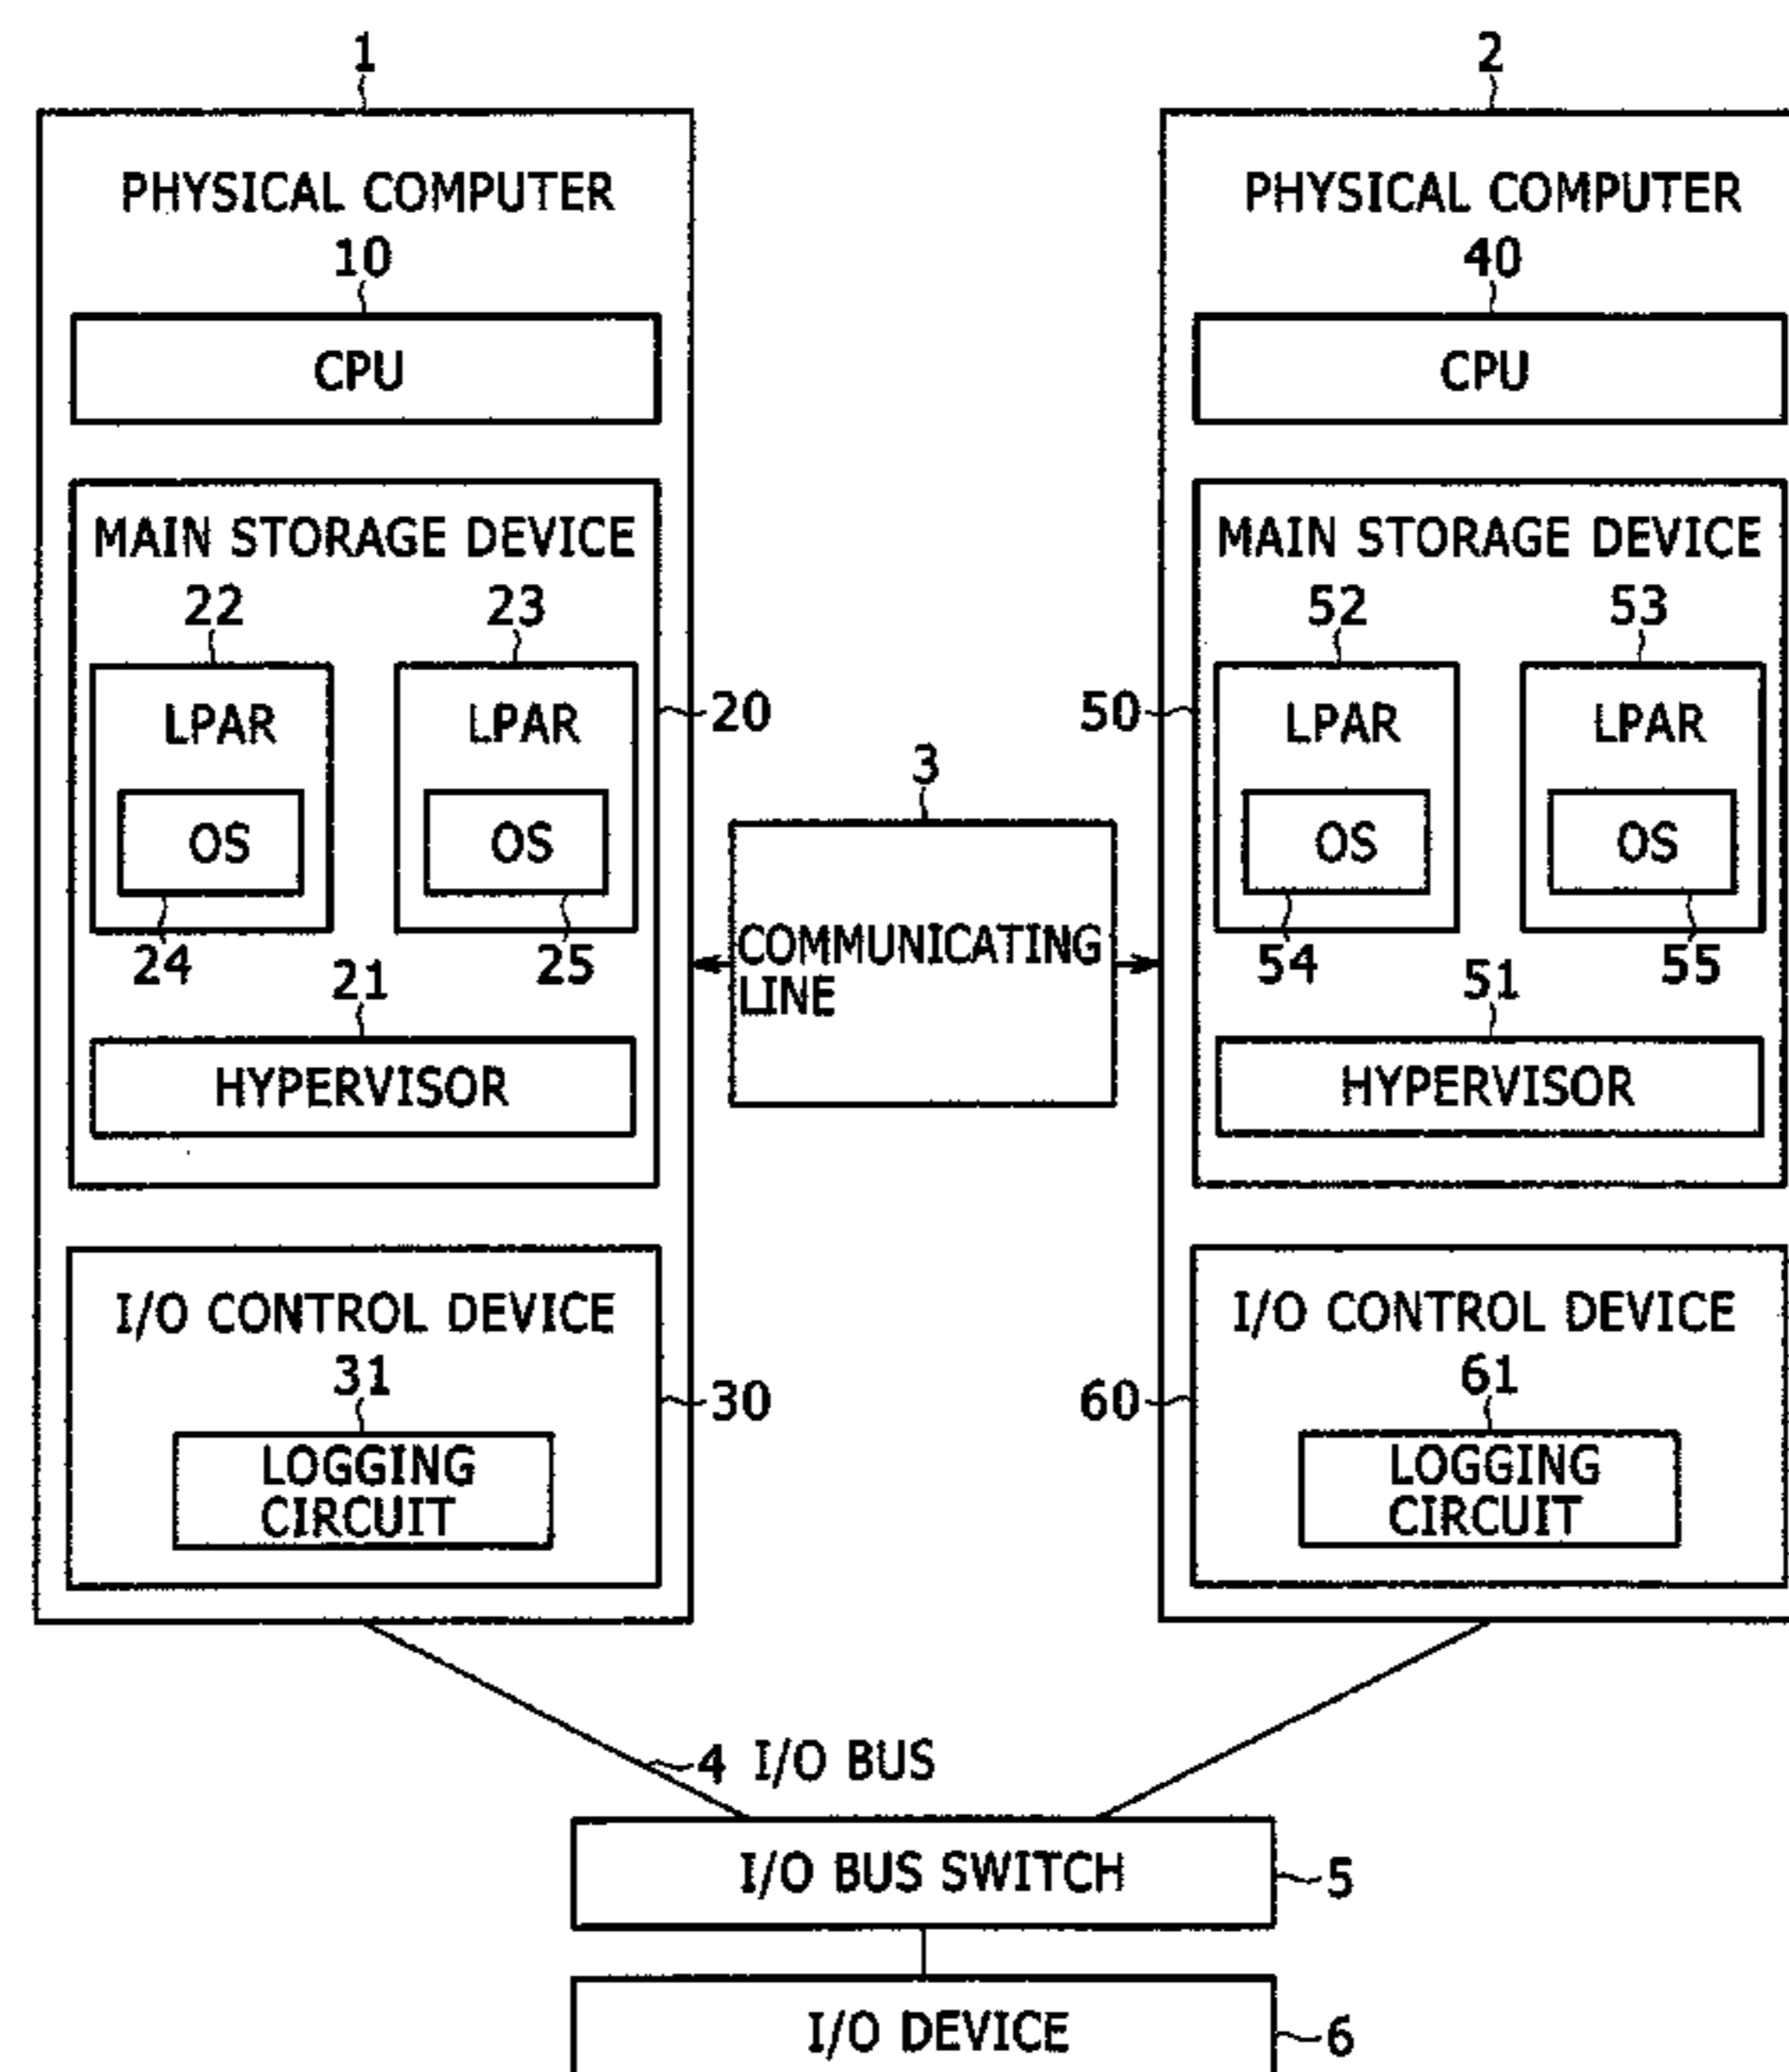 1
PHYSICAL COMPUTER
10
CPU
MAIN STORAGE DEVICE
22
23
LPAR
LPAR
20
OS
OS
24
25
21
HYPERVISOR
I/O CONTROL DEVICE
31
30
LOGGING
CIRCUIT
3
COMMUNICATING
LINE
2
PHYSICAL COMPUTER
40
CPU
MAIN STORAGE DEVICE
52
53
50
LPAR
LPAR
OS
OS
54
55
51
HYPERVISOR
I/O CONTROL DEVICE
61
60
LOGGING
CIRCUIT
4 I/O BUS
I/O BUS SWITCH
5
I/O DEVICE
6